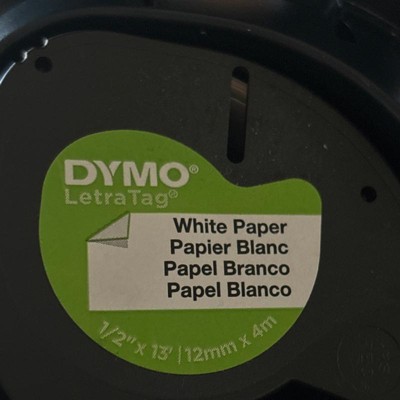 DYMO®
LetraTag®
White Paper
Papier Blanc
Papel Branco
Papel Blanco
1/2" x 13' | 12mm x 4m